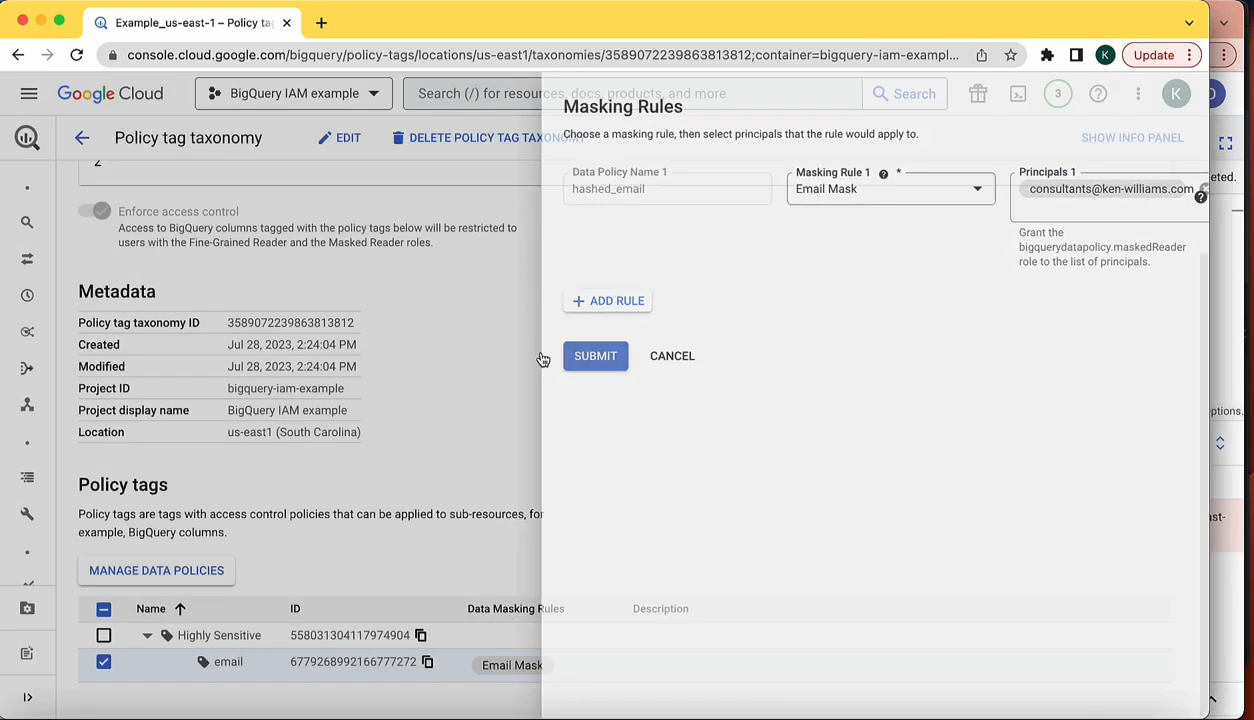 Example_us-east-1 – Policy tag
console.cloud.google.com/bigquery/policy-tags/locations/us-east1/taxonomies/3589072239863813812;container=bigquery-iam-exampl...
K
Update
Google Cloud
BigQuery IAM example
Search (/) for resources, docs, products, and more
Search
3
K
Policy tag taxonomy
EDIT
DELETE POLICY TAG TAXONOMY
SHOW INFO PANEL
2
Enforce access control
Access to BigQuery columns tagged with the policy tags below will be restricted to
users with the Fine-Grained Reader and the Masked Reader roles.
Metadata
Policy tag taxonomy ID 3589072239863813812
Created Jul 28, 2023, 2:24:04 PM
Modified Jul 28, 2023, 2:24:04 PM
Project ID bigquery-iam-example
Project display name BigQuery IAM example
Location us-east1 (South Carolina)
Policy tags
Policy tags are tags with access control policies that can be applied to sub-resources, for
example, BigQuery columns.
MANAGE DATA POLICIES
Name ID Data Masking Rules Description
Highly Sensitive 558031304117974904
email 6779268992166777272 Email Mask
Masking Rules
Choose a masking rule, then select principals that the rule would apply to.
Data Policy Name 1
hashed_email
Masking Rule 1 *
Email Mask
Principals 1
consultants@ken-williams.com
Grant the
bigquerydatapolicy.maskedReader
role to the list of principals.
ADD RULE
SUBMIT CANCEL
eted.
ptions.
ast-